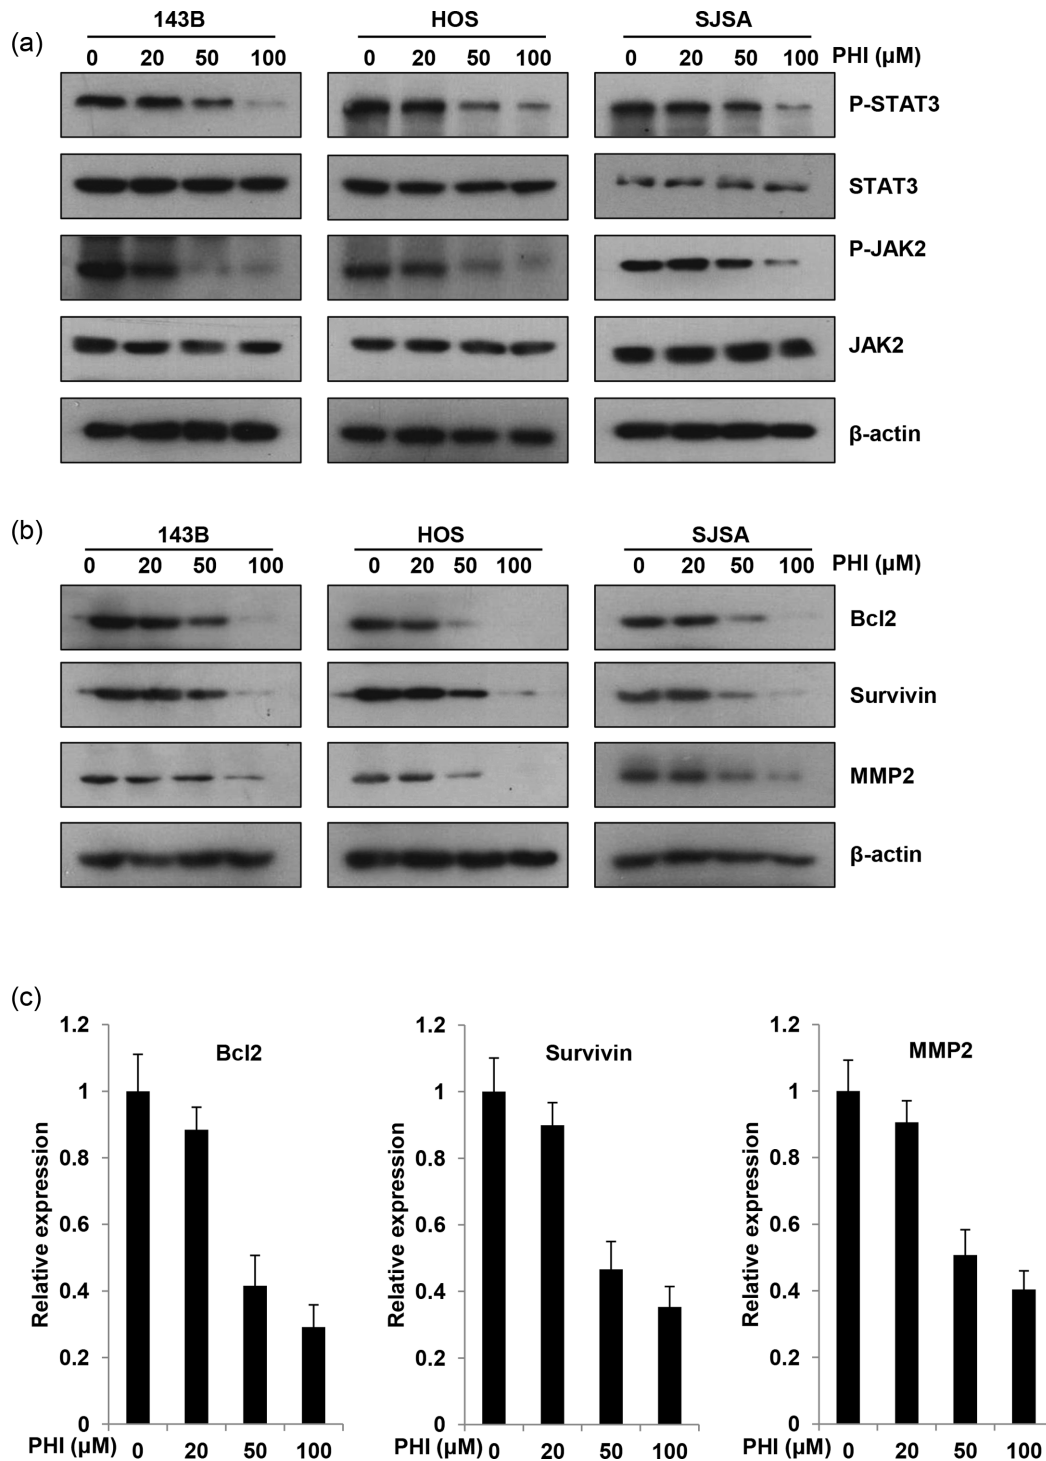 (a)
143B HOS SJSA
0 20 50 100 0 20 50 100 0 20 50 100 PHI (μM)
P-STAT3
STAT3
P-JAK2
JAK2
β-actin
(b)
143B HOS SJSA
0 20 50 100 0 20 50 100 0 20 50 100 PHI (μM)
Bcl2
Survivin
MMP2
β-actin
(c)
Bcl2
Relative expression
1.2
1
0.8
0.6
0.4
0.2
0
PHI (μM) 0 20 50 100
Survivin
Relative expression
1.2
1
0.8
0.6
0.4
0.2
0
PHI (μM) 0 20 50 100
MMP2
Relative expression
1.2
1
0.8
0.6
0.4
0.2
0
PHI (μM) 0 20 50 100